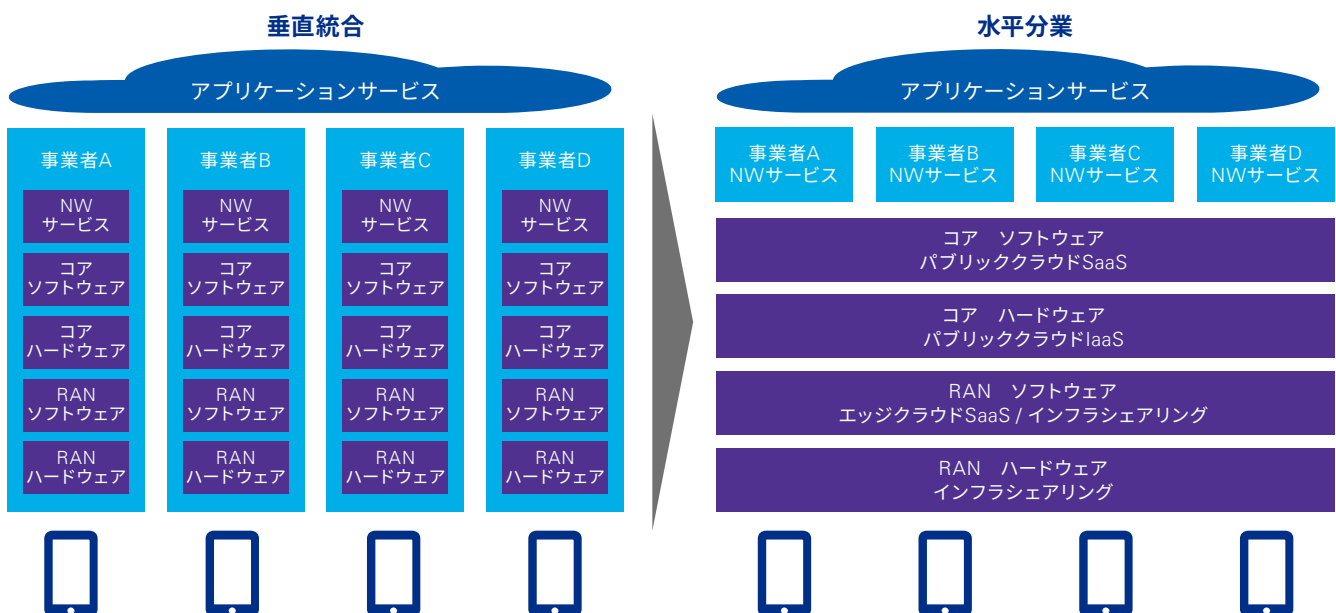 垂直統合
アプリケーションサービス
事業者A
NW
サービス
コア
ソフトウェア
コア
ハードウェア
RAN
ソフトウェア
RAN
ハードウェア
事業者B
NW
サービス
コア
ソフトウェア
コア
ハードウェア
RAN
ソフトウェア
RAN
ハードウェア
事業者C
NW
サービス
コア
ソフトウェア
コア
ハードウェア
RAN
ソフトウェア
RAN
ハードウェア
事業者D
NW
サービス
コア
ソフトウェア
コア
ハードウェア
RAN
ソフトウェア
RAN
ハードウェア
水平分業
アプリケーションサービス
事業者A
NWサービス
事業者B
NWサービス
事業者C
NWサービス
事業者D
NWサービス
コア　ソフトウェア
パブリッククラウドSaaS
コア　ハードウェア
パブリッククラウドIaaS
RAN　ソフトウェア
エッジクラウドSaaS / インフラシェアリング
RAN　ハードウェア
インフラシェアリング